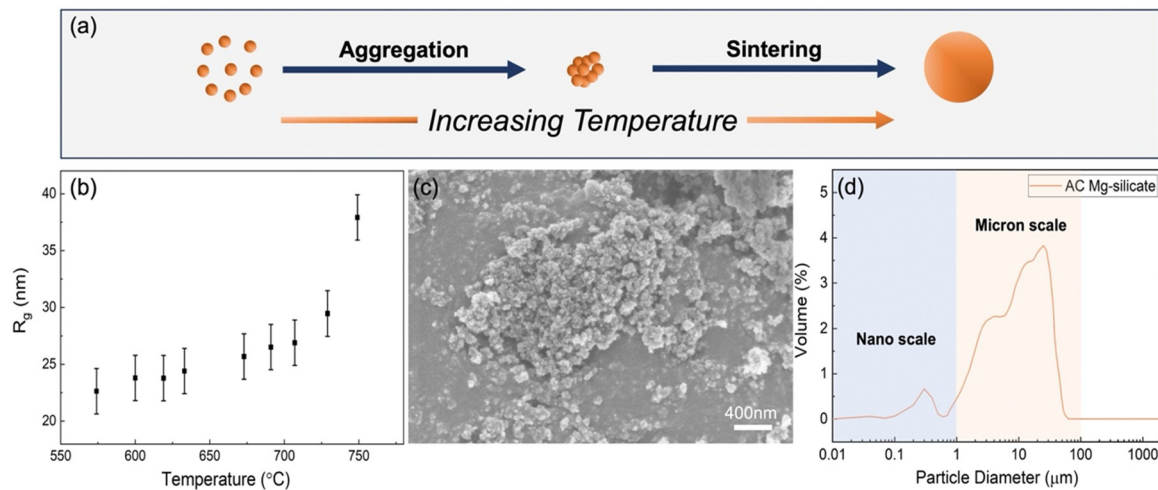 (a)
Aggregation
Sintering
Increasing Temperature
(b)
40
35
30
25
20
R_g (nm)
550
600
650
700
750
Temperature (°C)
(c)
400nm
(d)
AC Mg-silicate
5
4
3
2
1
0
Volume (%)
Nano scale
Micron scale
0.01
0.1
1
10
100
1000
Particle Diameter (μm)